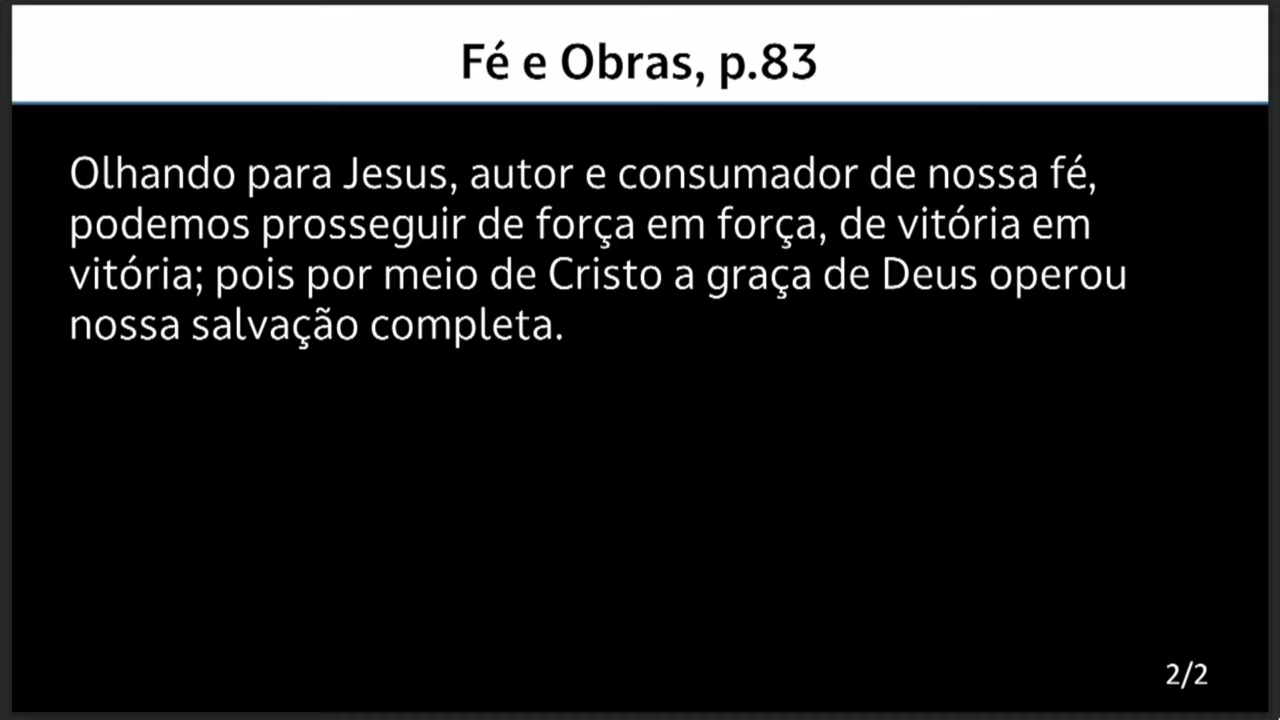 Fé e Obras, p.83
Olhando para Jesus, autor e consumador de nossa fé,
podemos prosseguir de força em força, de vitória em
vitória; pois por meio de Cristo a graça de Deus operou
nossa salvação completa.
2/2